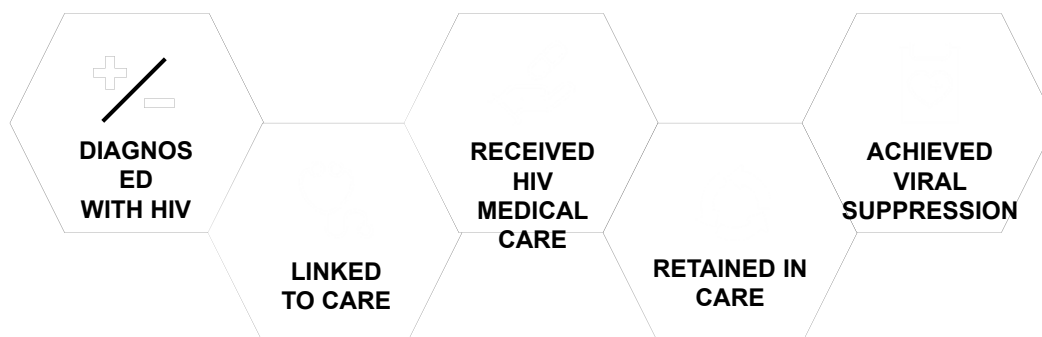 DIAGNOS
ED
WITH HIV
LINKED
TO CARE
RECEIVED
HIV
MEDICAL
CARE
RETAINED IN
CARE
ACHIEVED
VIRAL
SUPPRESSION